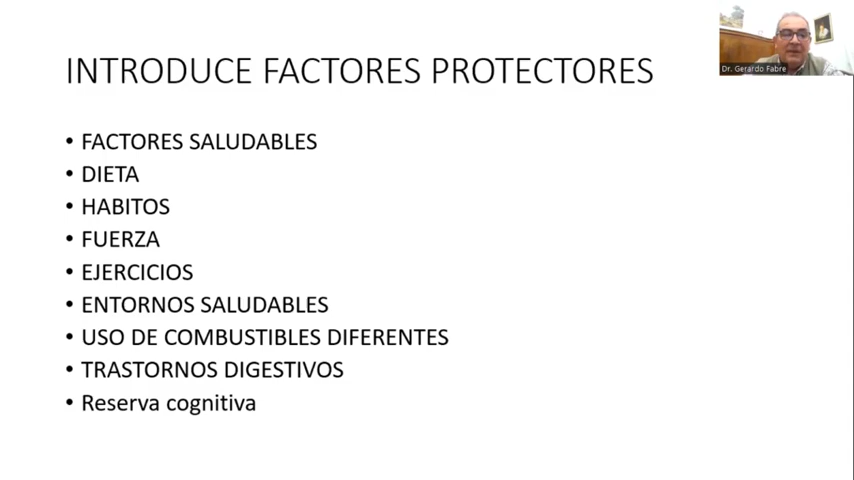 INTRODUCE FACTORES PROTECTORES
Dr. Gerardo Fabre
• FACTORES SALUDABLES
• DIETA
• HABITOS
• FUERZA
• EJERCICIOS
• ENTORNOS SALUDABLES
• USO DE COMBUSTIBLES DIFERENTES
• TRASTORNOS DIGESTIVOS
• Reserva cognitiva